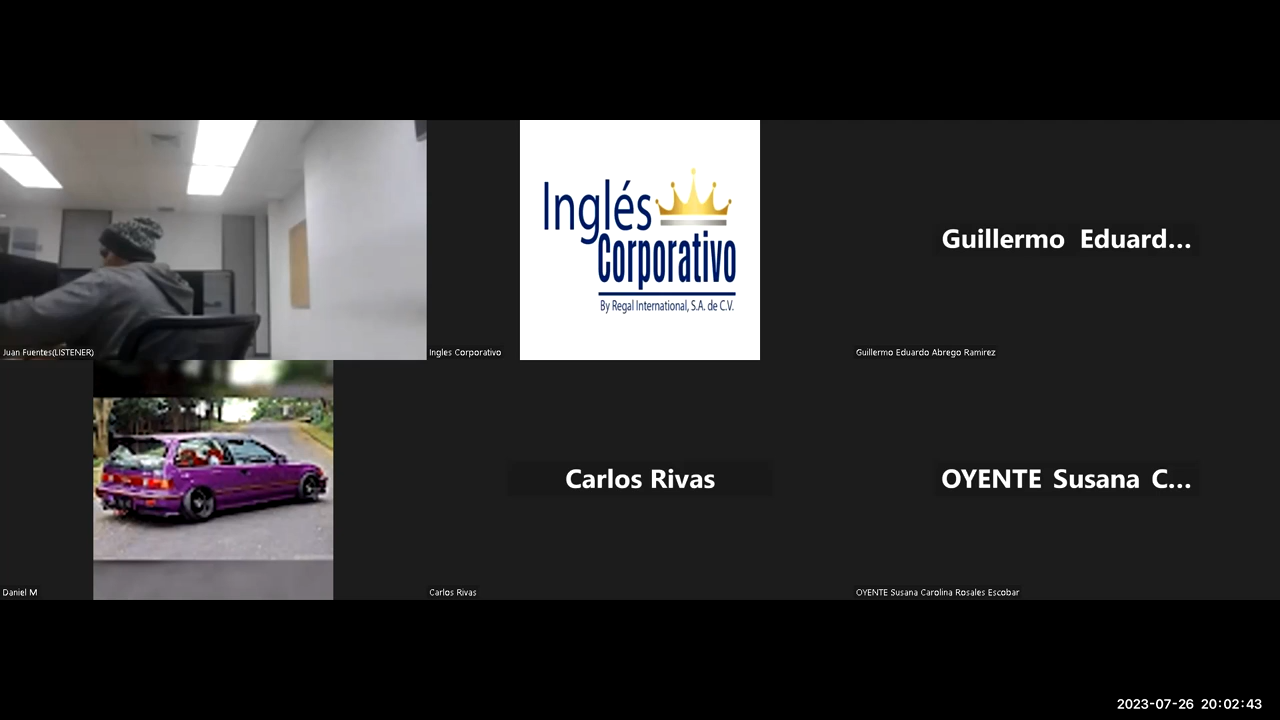 Inglés
Corporativo
By Regal International, S.A. de C.V.
Guillermo Eduard...
Juan Fuentes(LISTENER)
Ingles Corporativo
Guillermo Eduardo Abrego Ramirez
Carlos Rivas
OYENTE Susana C...
Daniel M
Carlos Rivas
OYENTE Susana Carolina Rosales Escobar
2023-07-26 20:02:43